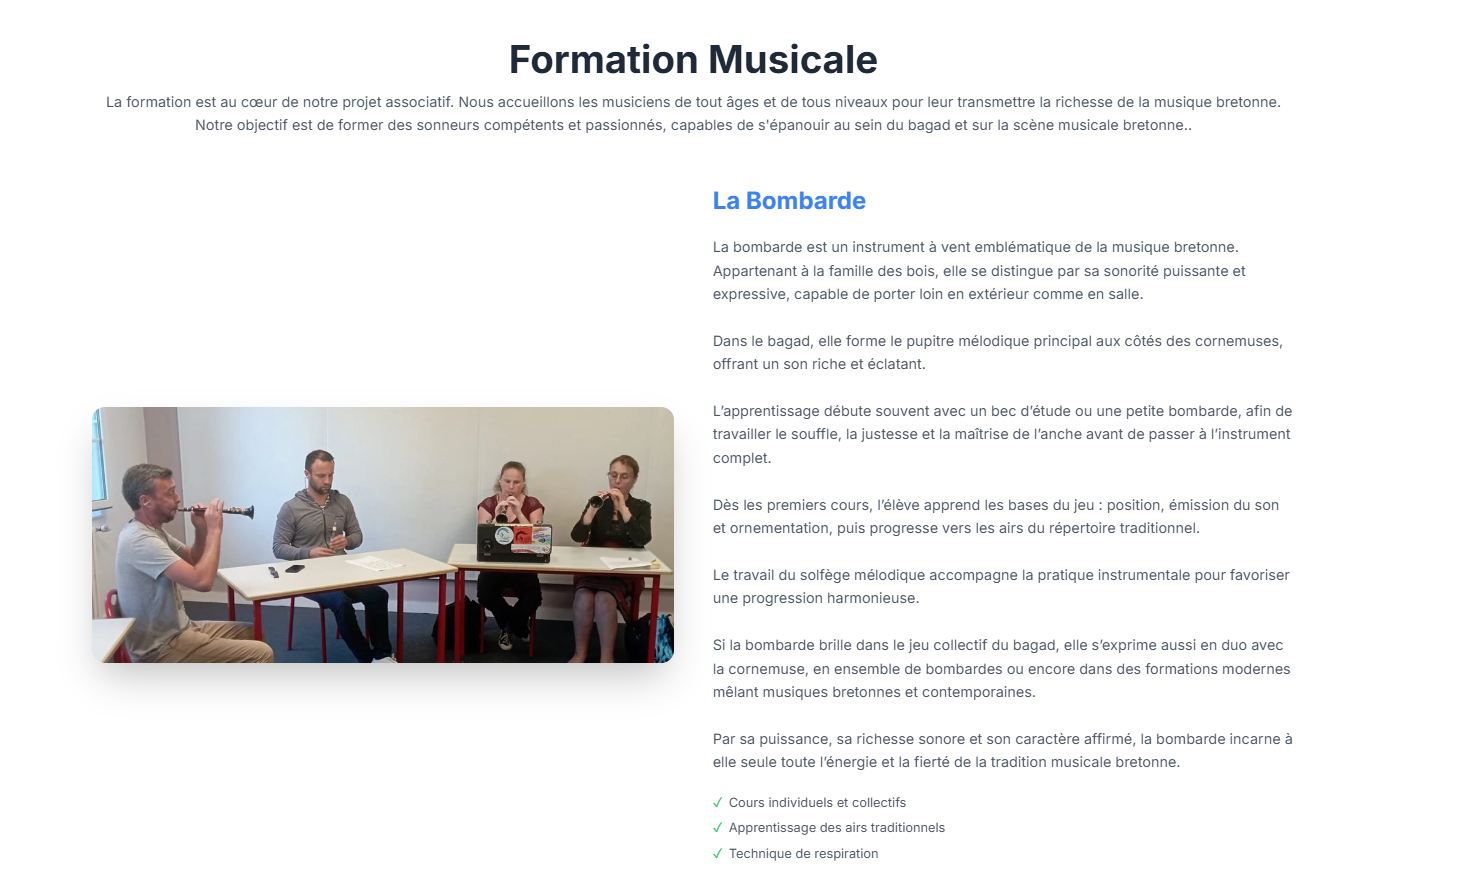 Formation Musicale
La formation est au cœur de notre projet associatif. Nous accueillons les musiciens de tout âges et de tous niveaux pour leur transmettre la richesse de la musique bretonne.
Notre objectif est de former des sonneurs compétents et passionnés, capables de s'épanouir au sein du bagad et sur la scène musicale bretonne..
La Bombarde
La bombarde est un instrument à vent emblématique de la musique bretonne.
Appartenant à la famille des bois, elle se distingue par sa sonorité puissante et
expressive, capable de porter loin en extérieur comme en salle.
Dans le bagad, elle forme le pupitre mélodique principal aux côtés des cornemuses,
offrant un son riche et éclatant.
L’apprentissage débute souvent avec un bec d’étude ou une petite bombarde, afin de
travailler le souffle, la justesse et la maîtrise de l’anche avant de passer à l’instrument
complet.
Dès les premiers cours, l’élève apprend les bases du jeu : position, émission du son
et ornementation, puis progresse vers les airs du répertoire traditionnel.
Le travail du solfège mélodique accompagne la pratique instrumentale pour favoriser
une progression harmonieuse.
Si la bombarde brille dans le jeu collectif du bagad, elle s’exprime aussi en duo avec
la cornemuse, en ensemble de bombardes ou encore dans des formations modernes
mêlant musiques bretonnes et contemporaines.
Par sa puissance, sa richesse sonore et son caractère affirmé, la bombarde incarne à
elle seule toute l’énergie et la fierté de la tradition musicale bretonne.
✓ Cours individuels et collectifs
✓ Apprentissage des airs traditionnels
✓ Technique de respiration